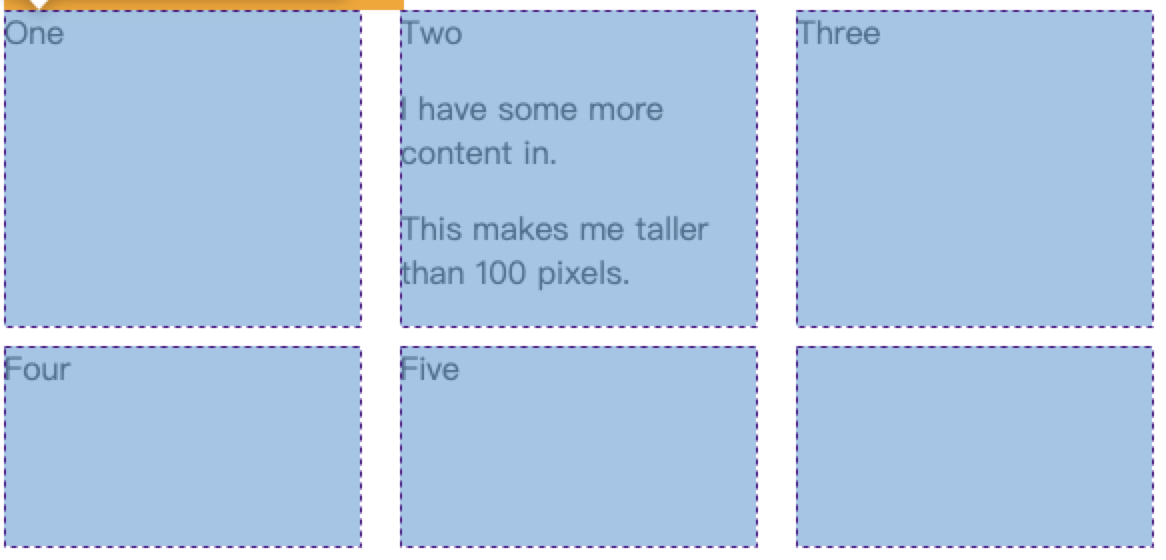 One
Two
Three
I have some more
content in.
This makes me taller
than 100 pixels.
Four
Five